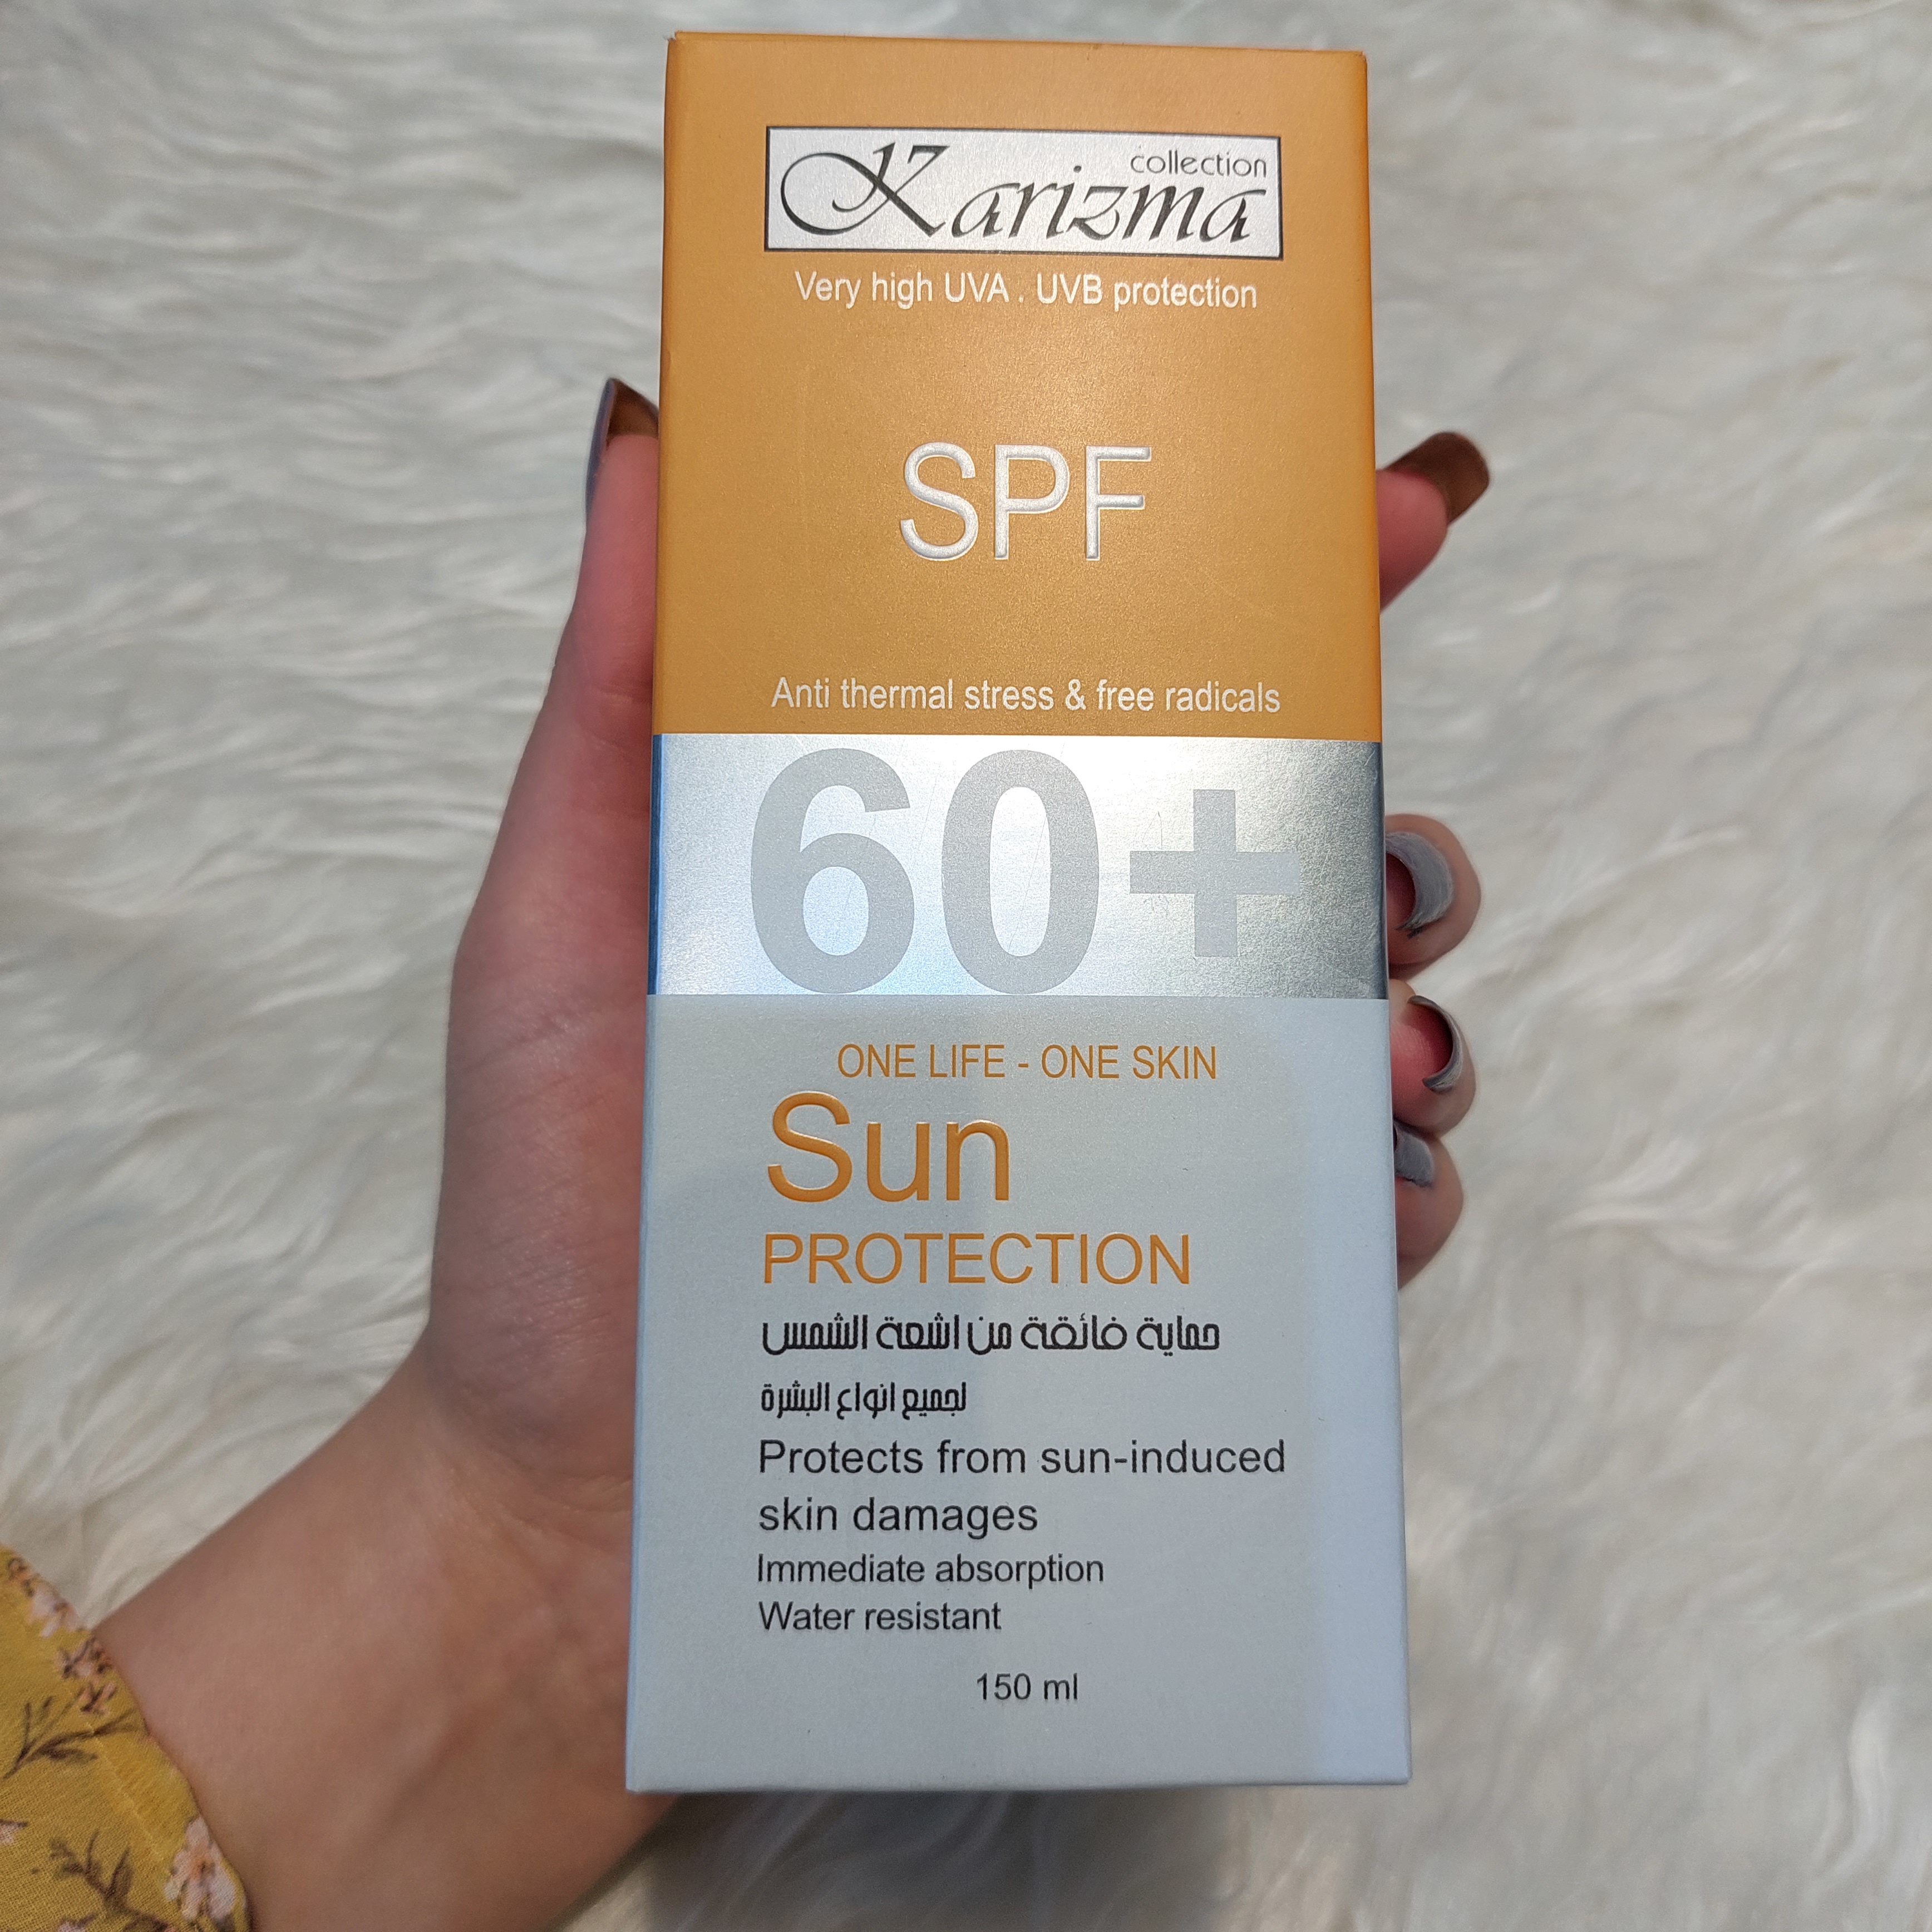 collection
Karizma
Very high UVA . UVB protection
SPF
Anti thermal stress & free radicals
60+
ONE LIFE - ONE SKIN
Sun
PROTECTION
حماية فائقة من اشعة الشمس
لجميع انواع البشرة
Protects from sun-induced
skin damages
Immediate absorption
Water resistant
150 ml